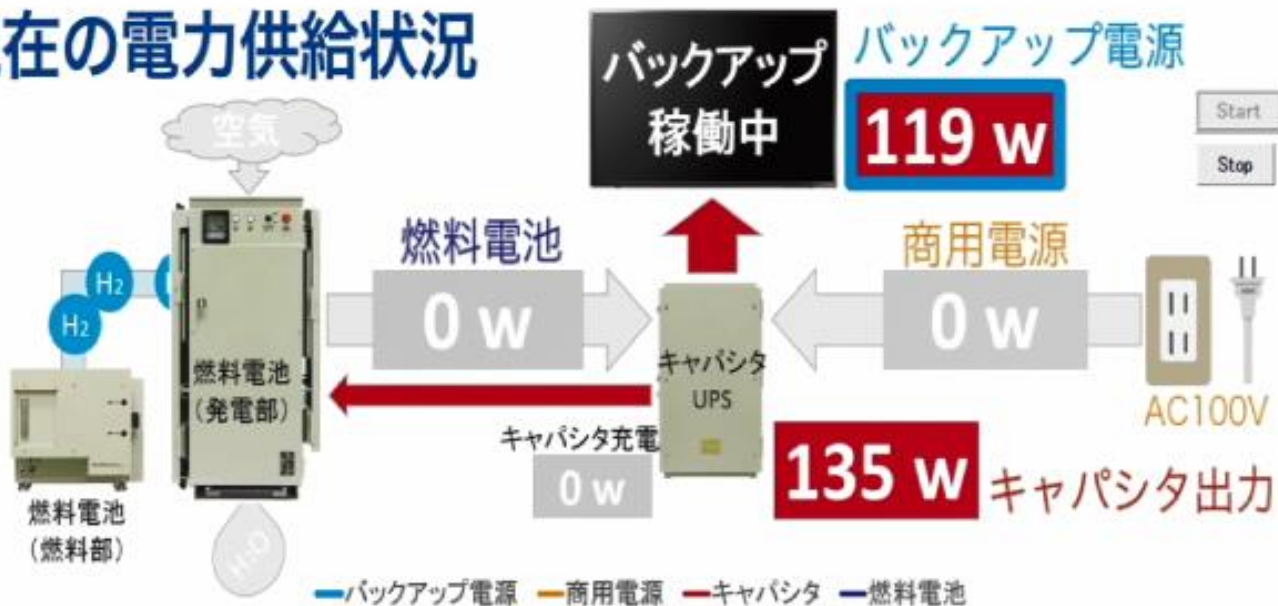 在の電力供給状況
バックアップ
稼働中
バックアップ電源
119 w
Start
Stop
空気
燃料電池
0 w
商用電源
0 w
H2
H2
燃料電池
(発電部)
キャパシタ
UPS
AC100V
キャパシタ充電
0 w
135 w
キャパシタ出力
燃料電池
(燃料部)
H2O
バックアップ電源 商用電源 キャパシタ 燃料電池